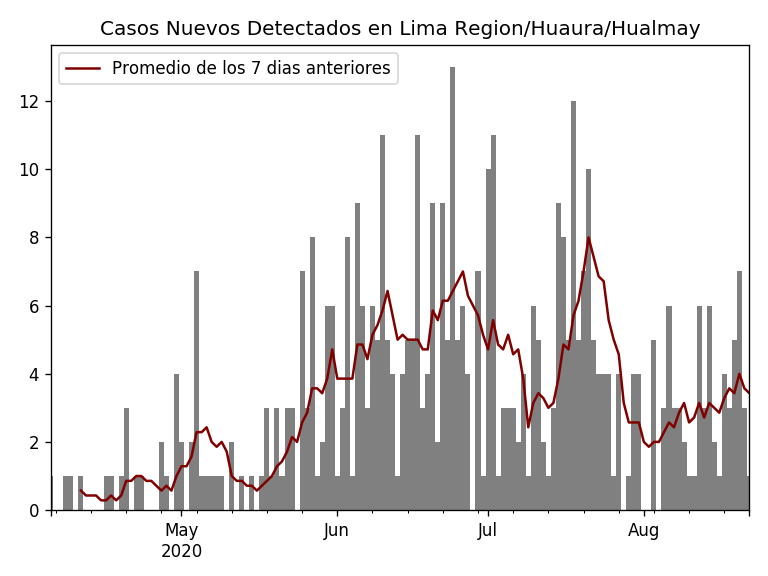 Casos Nuevos Detectados en Lima Region/Huaura/Hualmay
Promedio de los 7 dias anteriores
12
10
8
6
4
2
0
May Jun Jul Aug
2020